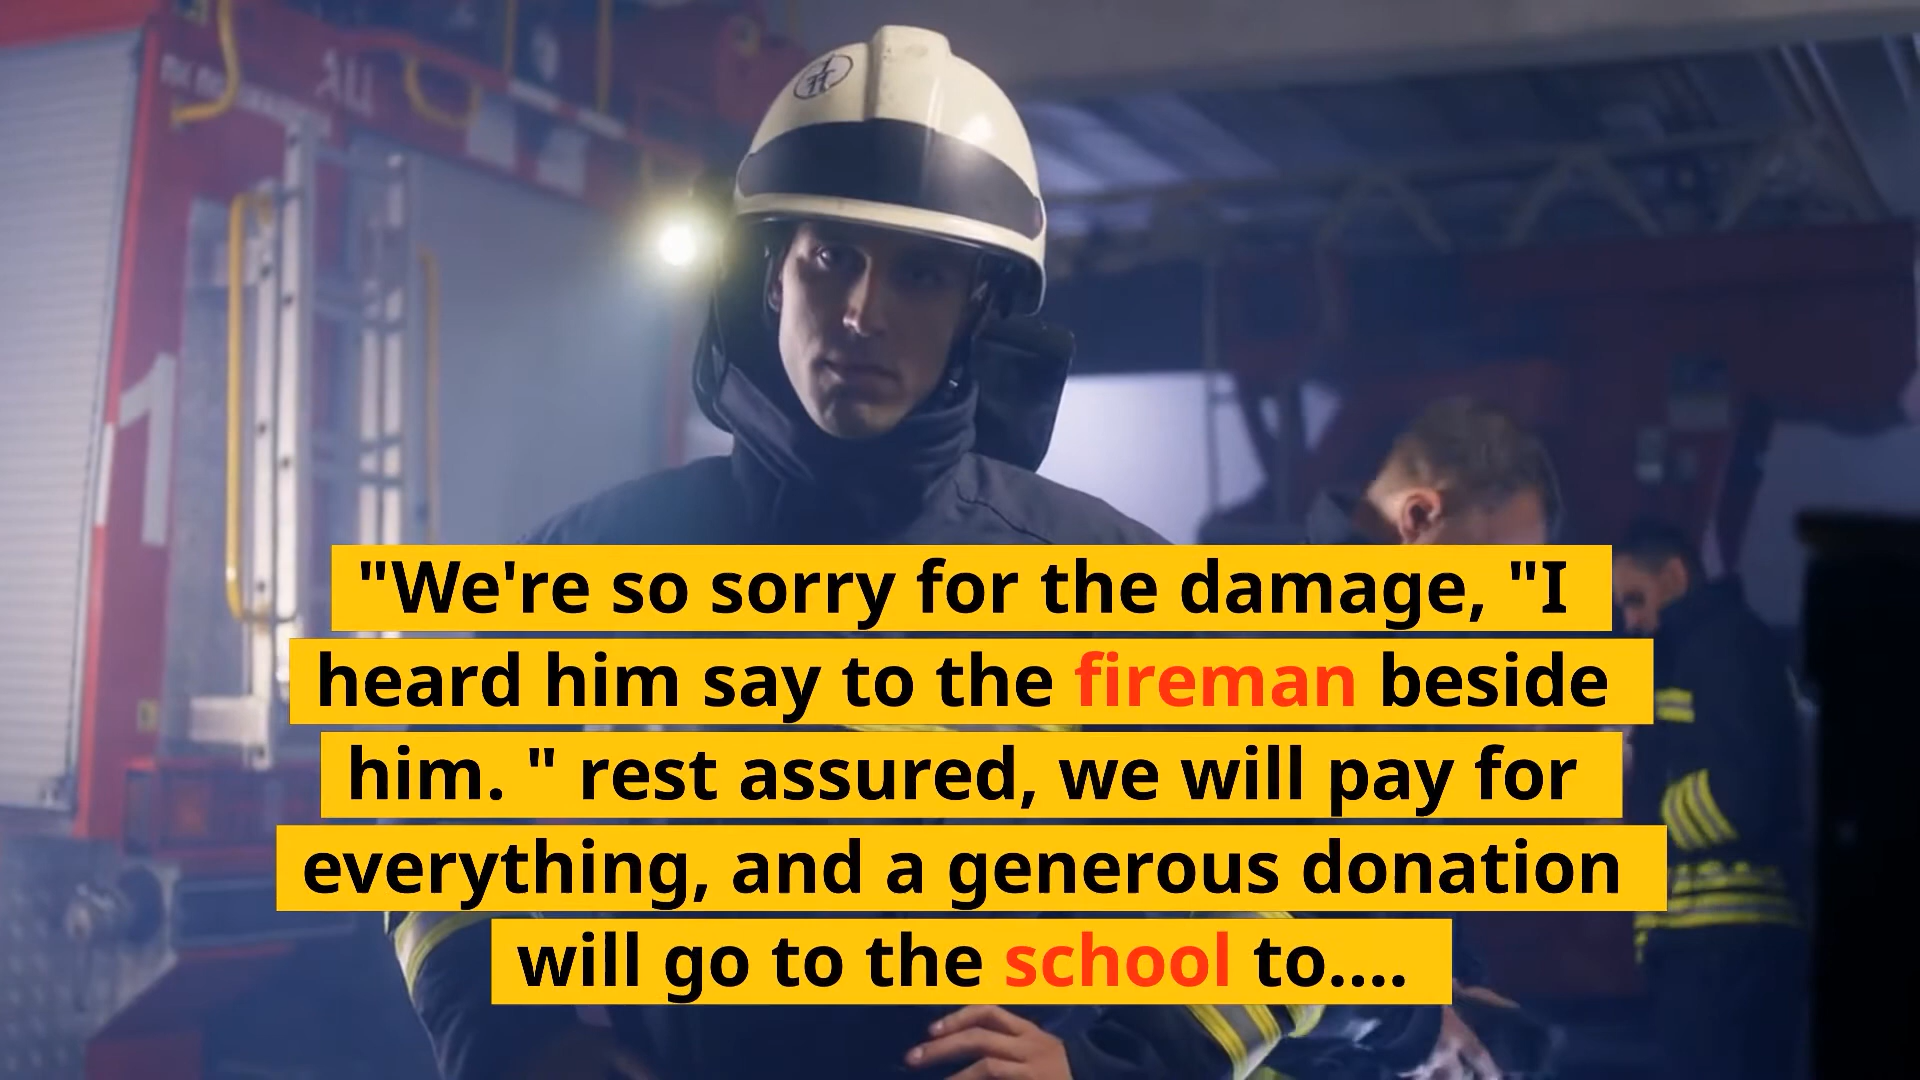 "We're so sorry for the damage, "I
heard him say to the fireman beside
him. " rest assured, we will pay for
everything, and a generous donation
will go to the school to....
1